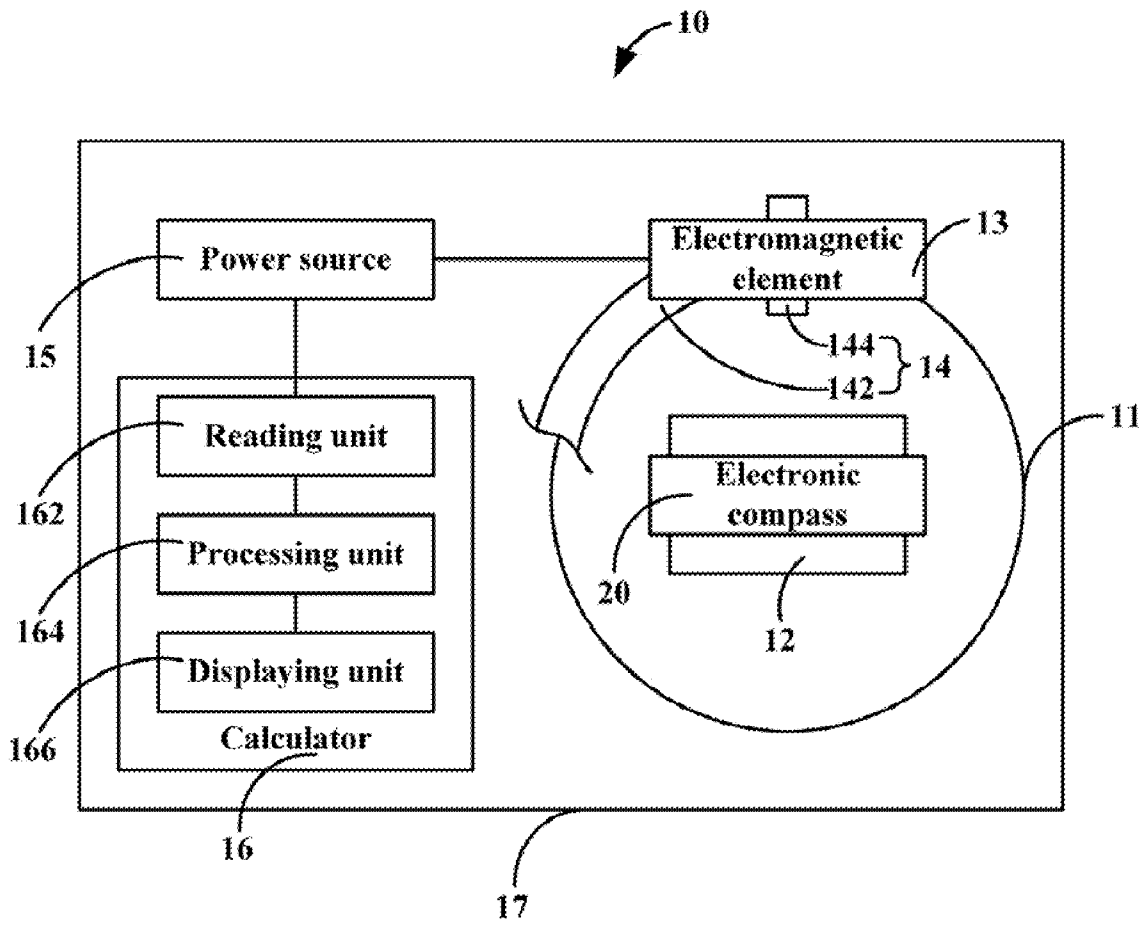 10
Power source
Electromagnetic
element
13
15
144
142
14
11
Reading unit
162
Electronic
compass
Processing unit
20
164
12
Displaying unit
166
Calculator
16
17